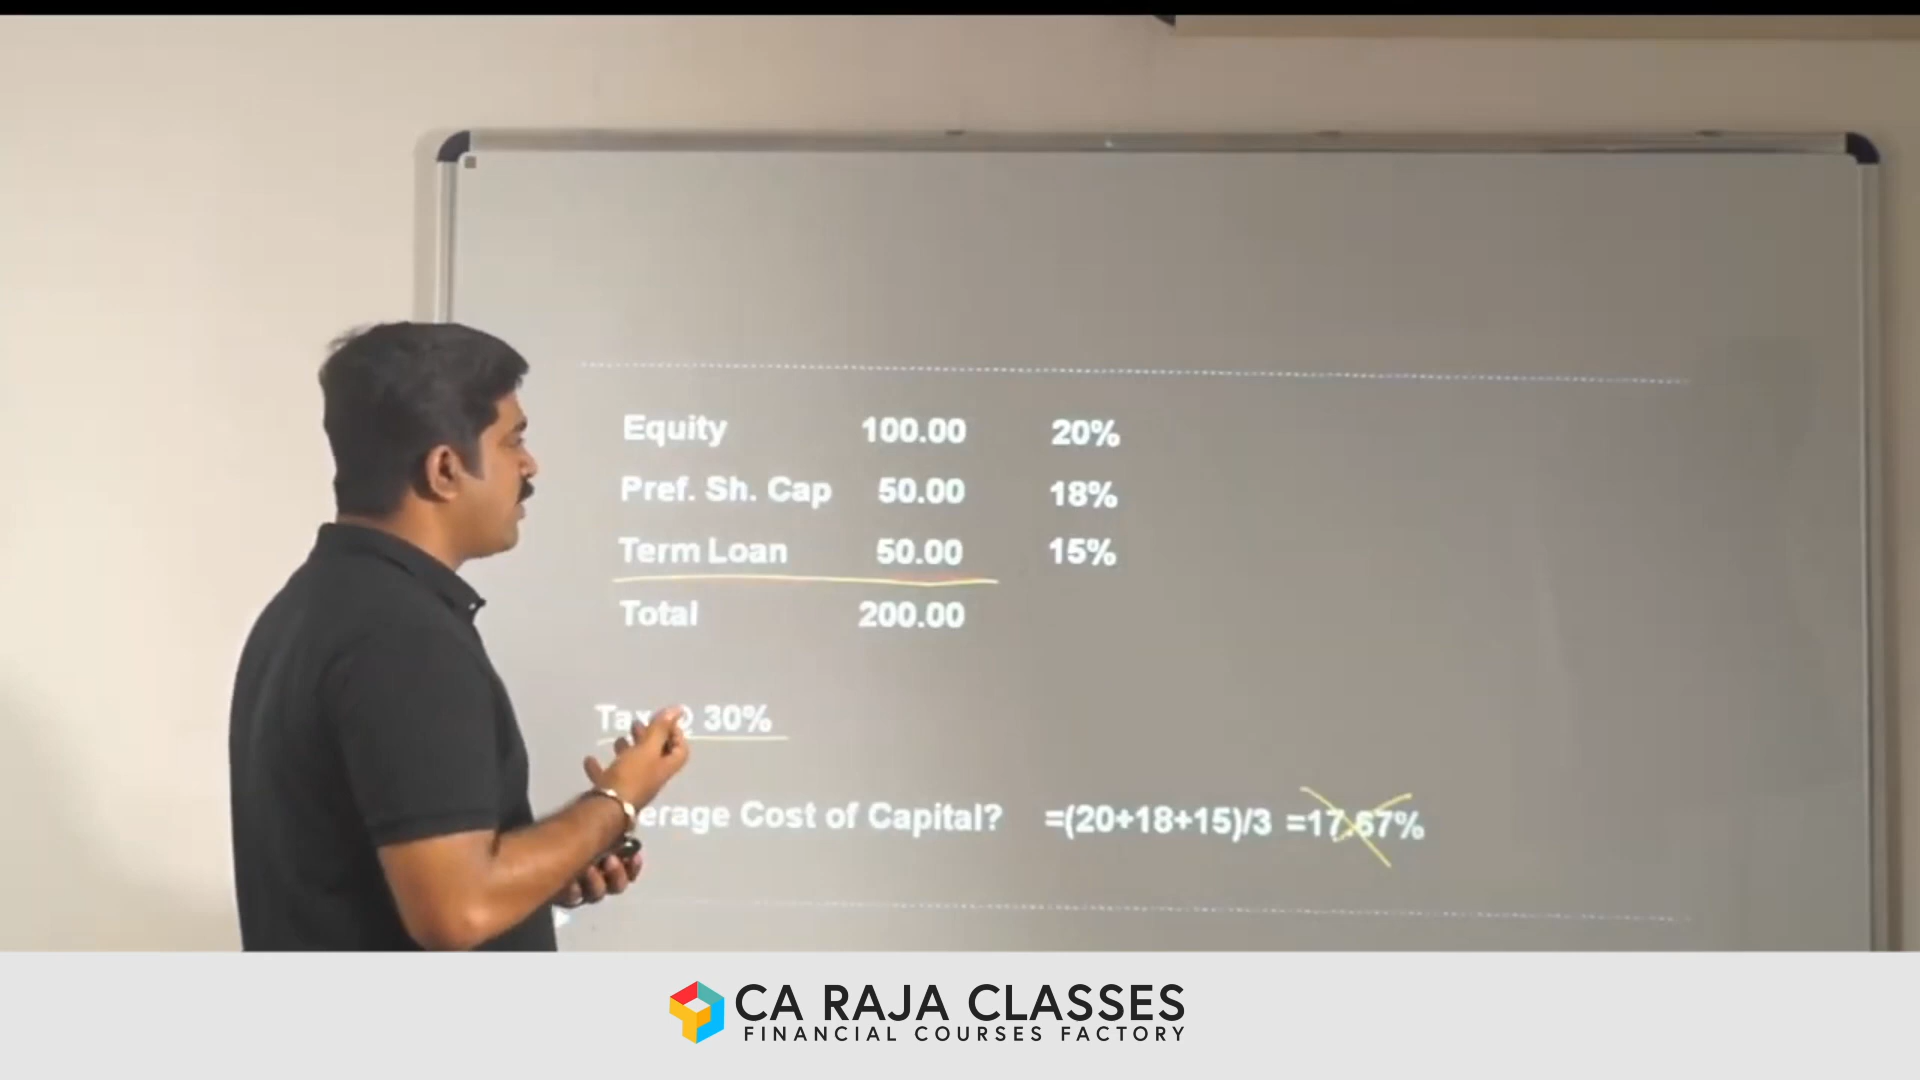 Equity 100.00 20%
Pref. Sh. Cap 50.00 18%
Term Loan 50.00 15%
Total 200.00
Tax @ 30%
erage Cost of Capital? =(20+18+15)/3 =17.67%
CA RAJA CLASSES
FINANCIAL COURSES FACTORY